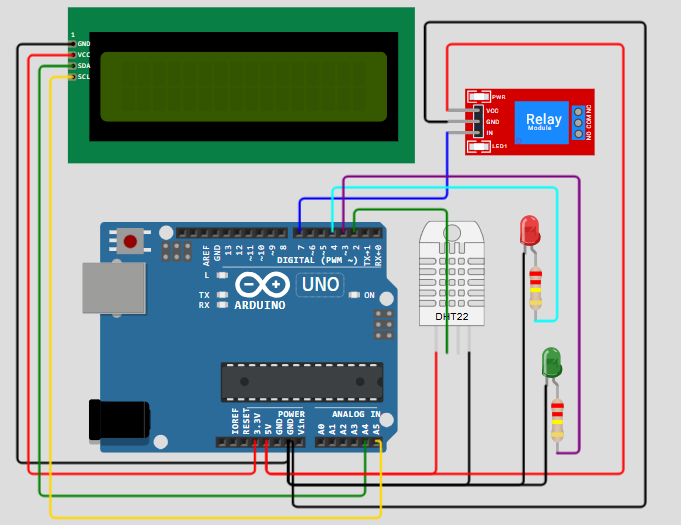 1
GND
VCC
SDA
SCL
PWR
VCC
GND
IN
Relay
Module
NO COM NC
LED1
AREF
GND
13
12
~11
~10
~9
8
7
~6
~5
4
~3
2
TX→1
RX←0
DIGITAL (PWM ~)
L
TX
RX
UNO
ON
ARDUINO
DHT22
IOREF
RESET
3.3V
5V
GND
GND
Vin
POWER
ANALOG IN
A0
A1
A2
A3
A4
A5